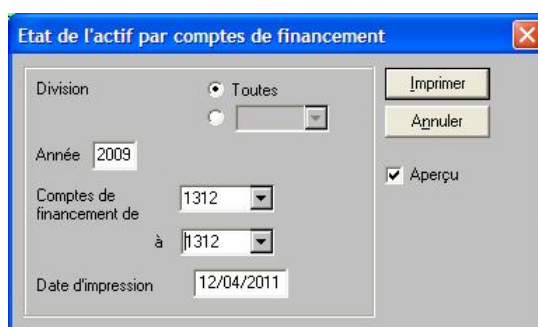 Etat de l'actif par comptes de financement
Division
Toutes
Imprimer
Annuler
Année 2009
Aperçu
Comptes de
financement de
1312
à 1312
Date d'impression 12/04/2011